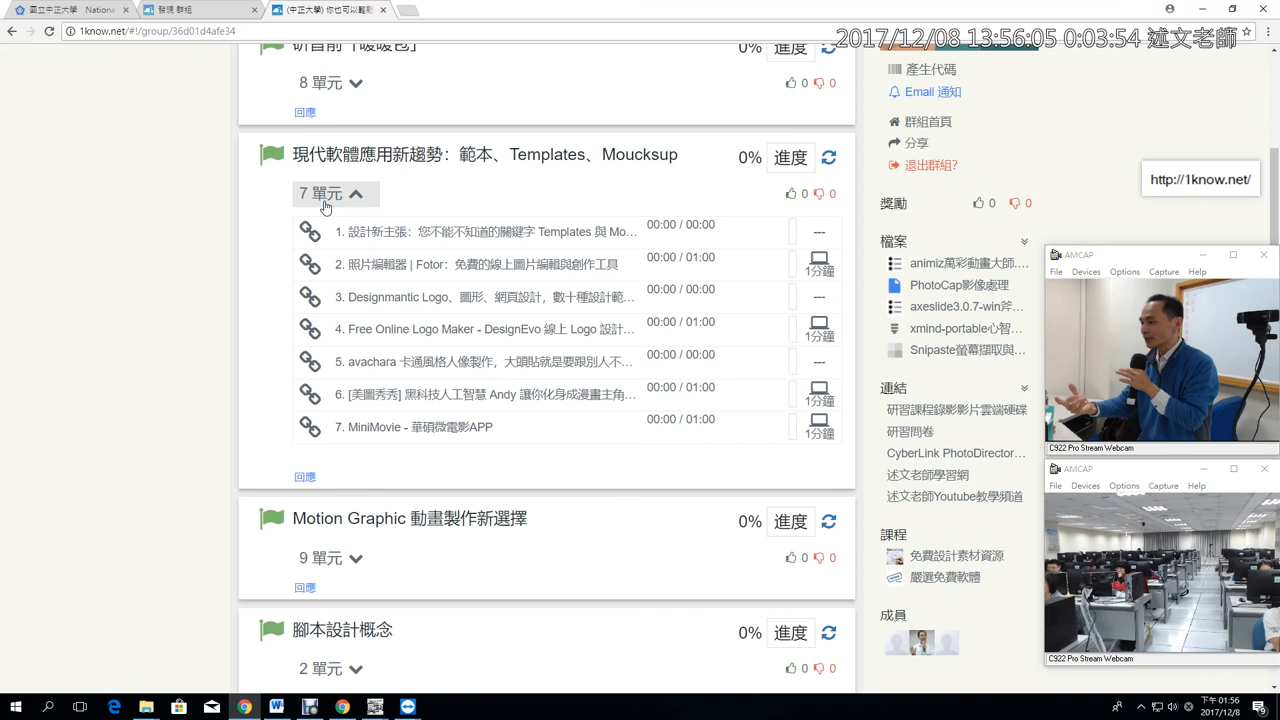 國立中正大學 Nationa
發現 群組
(中正大學) 你也可以輕鬆
1know.net/#!/group/36d01d4afe34
2017/12/08 13:56:05 0:03:54 述文老師
研習前「暖暖包」
0% 進度
8 單元
0 0
回應
現代軟體應用新趨勢：範本、Templates、Moucksup
0% 進度
7 單元
0 0
1. 設計新主張：您不能不知道的關鍵字 Templates 與 Mo...
00:00 / 00:00
---
2. 照片編輯器 | Fotor：免費的線上圖片編輯與創作工具
00:00 / 01:00
1分鐘
3. Designmantic Logo、圖形、網頁設計，數十種設計範...
00:00 / 00:00
---
4. Free Online Logo Maker - DesignEvo 線上 Logo 設計...
00:00 / 01:00
1分鐘
5. avachara 卡通風格人像製作，大頭貼就是要跟別人不...
00:00 / 00:00
---
6. [美圖秀秀] 黑科技人工智慧 Andy 讓你化身成漫畫主角...
00:00 / 01:00
1分鐘
7. MiniMovie - 華碩微電影APP
00:00 / 01:00
1分鐘
回應
Motion Graphic 動畫製作新選擇
0% 進度
9 單元
0 0
回應
腳本設計概念
0% 進度
2 單元
0 0
產生代碼
Email 通知
群組首頁
分享
退出群組?
獎勵
0 0
檔案
animiz萬彩動畫大師....
PhotoCap影像處理
axeslide3.0.7-win斧...
xmind-portable心智...
Snipaste螢幕擷取與...
連結
研習課程錄影影片雲端硬碟
研習問卷
CyberLink PhotoDirector...
述文老師學習網
述文老師Youtube教學頻道
課程
免費設計素材資源
嚴選免費軟體
成員
http://1know.net/
AMCAP
File Devices Options Capture Help
C922 Pro Stream Webcam
AMCAP
File Devices Options Capture Help
C922 Pro Stream Webcam
下午 01:56
2017/12/8